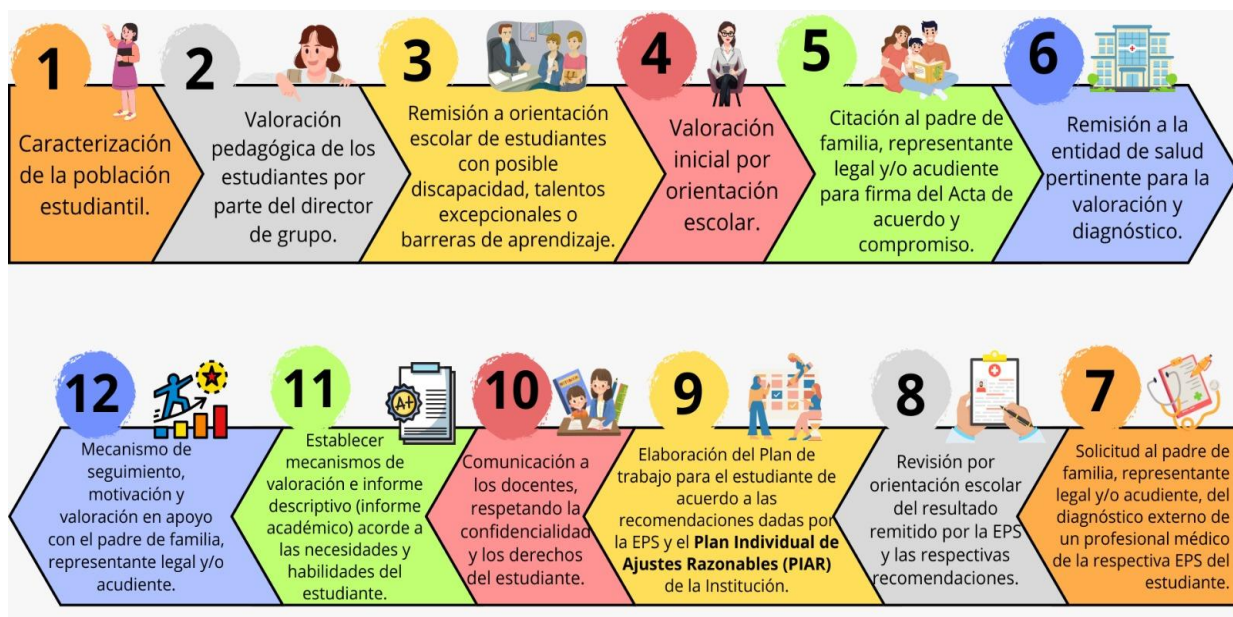 1
Caracterización
de la población
estudiantil.
2
Valoración
pedagógica de los
estudiantes por
parte del director
de grupo.
3
Remisión a orientación
escolar de estudiantes
con posible
discapacidad, talentos
excepcionales o
barreras de aprendizaje.
4
Valoración
inicial por
orientación
escolar.
5
Citación al padre de
familia, representante
legal y/o acudiente
para firma del Acta de
acuerdo y
compromiso.
6
Remisión a la
entidad de salud
pertinente para la
valoración y
diagnóstico.
7
Solicitud al padre de
familia, representante
legal y/o acudiente, del
diagnóstico externo de
un profesional médico
de la respectiva EPS del
estudiante.
8
Revisión por
orientación escolar
del resultado
remitido por la EPS
y las respectivas
recomendaciones.
9
Elaboración del Plan de
trabajo para el estudiante de
acuerdo a las
recomendaciones dadas por
la EPS y el Plan Individual de
Ajustes Razonables (PIAR)
de la Institución.
10
Comunicación a
los docentes,
respetando la
confidencialidad
y los derechos
del estudiante.
11
A+
Establecer
mecanismos de
valoración e informe
descriptivo (informe
académico) acorde a
las necesidades y
habilidades del
estudiante.
12
Mecanismo de
seguimiento,
motivación y
valoración en apoyo
con el padre de familia,
representante legal y/o
acudiente.